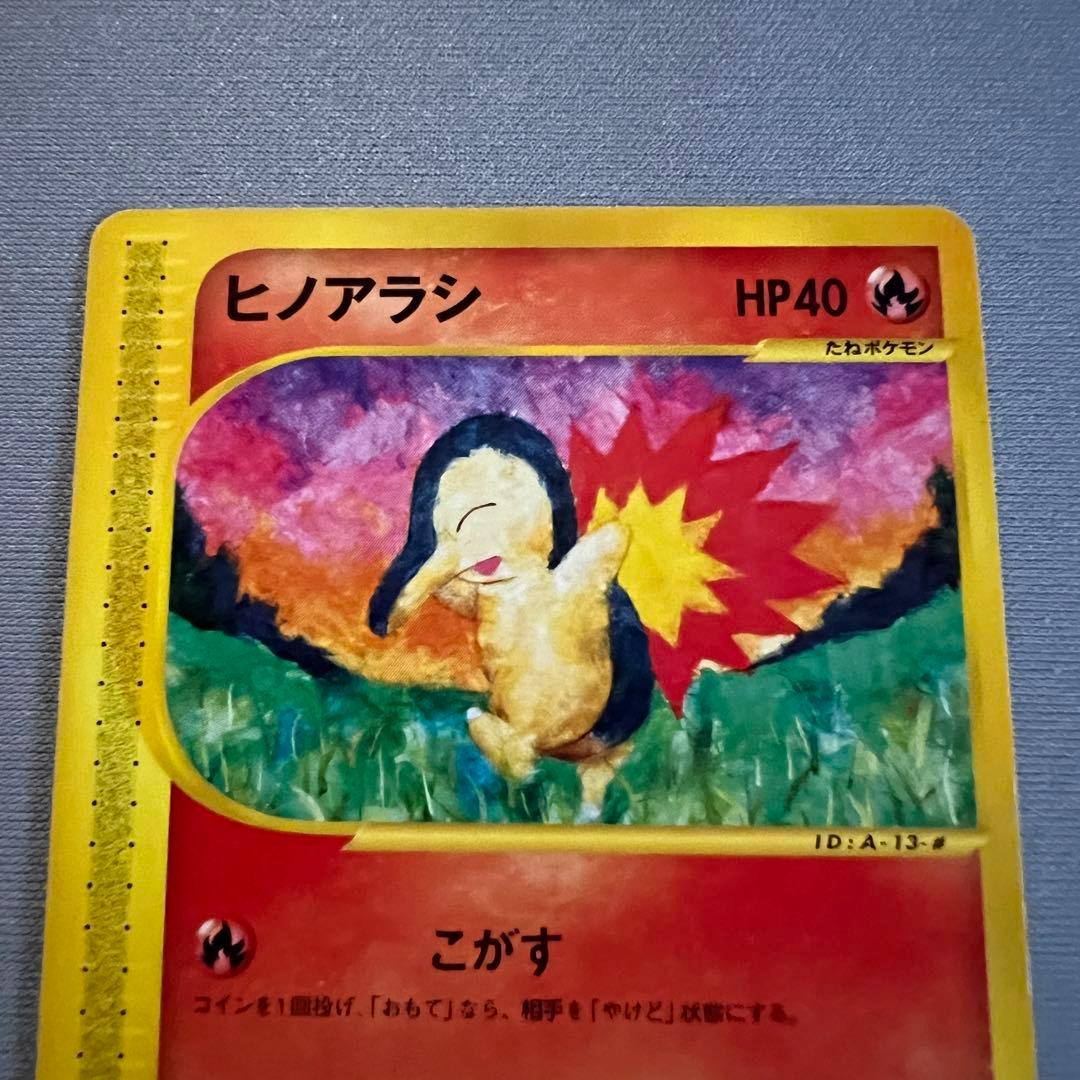 ヒノアラシ HP40
たねポケモン
ID:A-13-#
こがす
コインを1回投げ、「おもて」なら、相手を「やけど」状態にする。